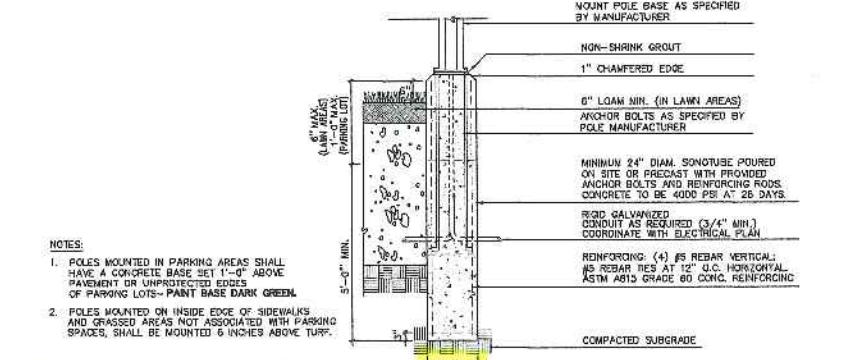 MOUNT POLE BASE AS SPECIFIED
BY MANUFACTURER
NON-SHRINK GROUT
1" CHAMFERED EDGE
6" LOAM MIN. (IN LAWN AREAS)
ANCHOR BOLTS AS SPECIFIED BY
POLE MANUFACTURER
MINIMUM 24" DIAM. SONOTUBE POURED
ON SITE OR PRECAST WITH PROVIDED
ANCHOR BOLTS AND REINFORCING RODS.
CONCRETE TO BE 4000 PSI AT 28 DAYS.
RIGID GALVANIZED
CONDUIT AS REQUIRED (3/4" MIN.)
COORDINATE WITH ELECTRICAL PLAN
REINFORCING: (4) #5 REBAR VERTICAL;
#5 REBAR TIES AT 12" O.C. HORIZONTAL
ASTM A615 GRADE 60 CONC. REINFORCING
COMPACTED SUBGRADE
6" MAX.
(LAWN AREAS)
1'-0" MAX.
(PARKING LOT)
6"
5'-0" MIN.
3"
NOTES:
1. POLES MOUNTED IN PARKING AREAS SHALL
HAVE A CONCRETE BASE SET 1'-0" ABOVE
PAVEMENT OR UNPROTECTED EDGES
OF PARKING LOTS- PAINT BASE DARK GREEN.
2. POLES MOUNTED ON INSIDE EDGE OF SIDEWALKS
AND GRASSED AREAS NOT ASSOCIATED WITH PARKING
SPACES, SHALL BE MOUNTED 6 INCHES ABOVE TURF.